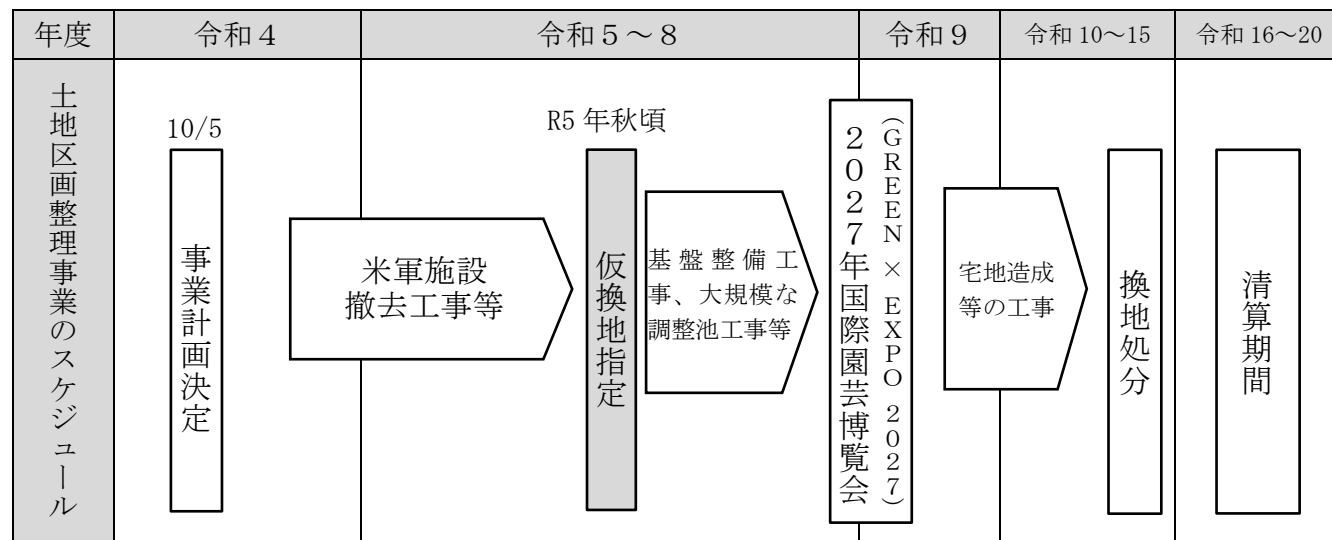 年度
令和４
令和５～８
令和９
令和 10～15
令和 16～20
土地区画整理事業のスケジュール
10/5
事業計画決定
米軍施設
撤去工事等
R5 年秋頃
仮換地指定
基盤整備工
事、大規模な
調整池工事等
２０２７年国際園芸博覧会
（ＧＲＥＥＮ×ＥＸＰＯ２０２７）
宅地造成
等の工事
換地処分
清算期間